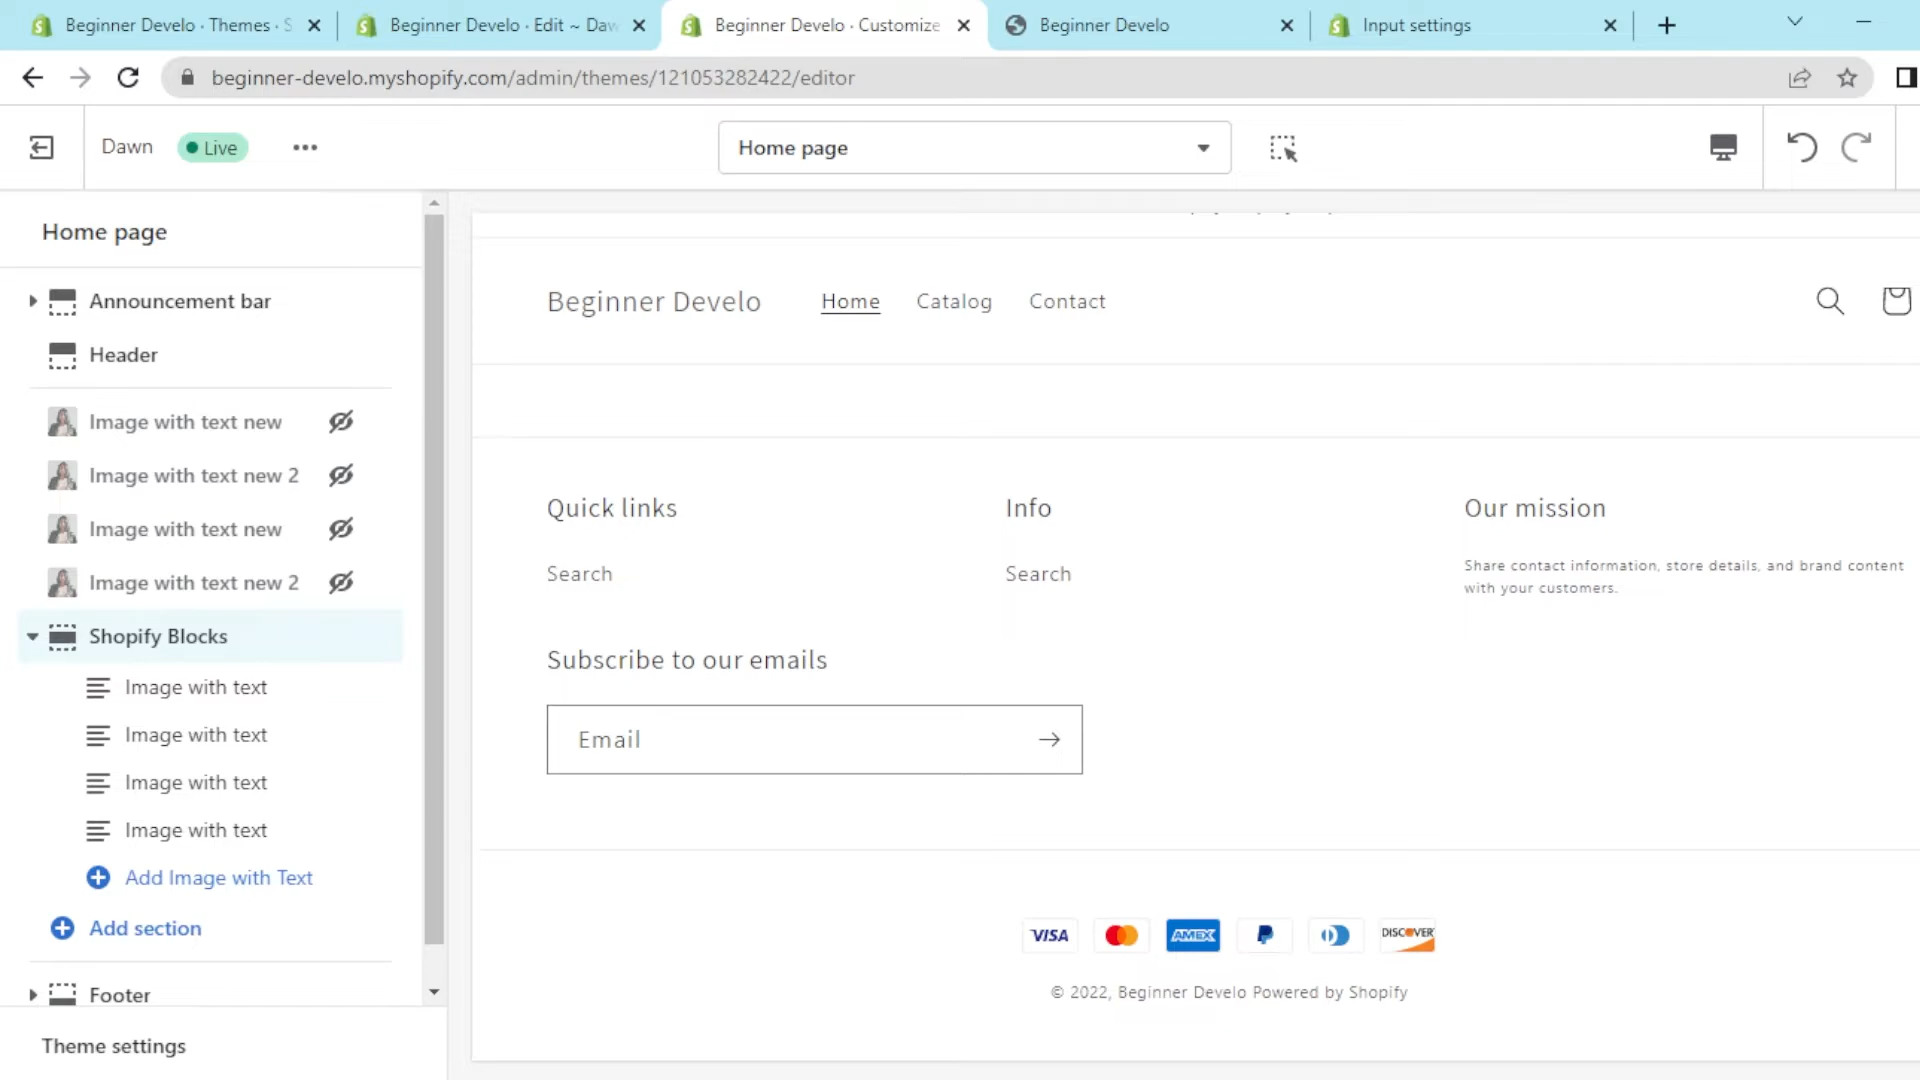 Beginner Develo · Themes · S
Beginner Develo · Edit ~ Daw
Beginner Develo · Customize
Beginner Develo
Input settings
beginner-develo.myshopify.com/admin/themes/121053282422/editor
Dawn
Live
Home page
Home page
Announcement bar
Header
Image with text new
Image with text new 2
Image with text new
Image with text new 2
Shopify Blocks
Image with text
Image with text
Image with text
Image with text
Add Image with Text
Add section
Footer
Theme settings
Beginner Develo
Home
Catalog
Contact
Quick links
Search
Info
Search
Our mission
Share contact information, store details, and brand content
with your customers.
Subscribe to our emails
Email
VISA
AMEX
DISCOVER
© 2022, Beginner Develo Powered by Shopify